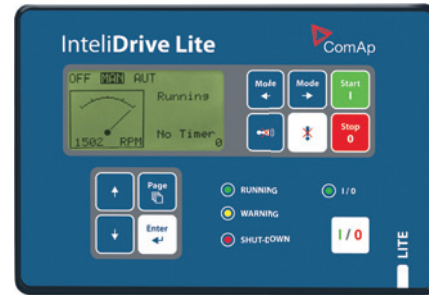 InteliDrive Lite
ComAp
OFF MAN AUT
Running
No Timer
1502 RPM 0
Mode Mode Start
I
Stop
0
Page
Enter
RUNNING I/0
WARNING
SHUT-DOWN
I/0
LITE